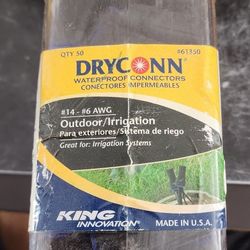 QTY 50 #61350
DRYCONN
WATERPROOF CONNECTORS
CONECTORES IMPERMEABLES
#14 - #6 AWG
Outdoor/Irrigation
Para exteriores/Sistema de riego
Great for: Irrigation Systems
KING
INNOVATION
MADE IN U.S.A.